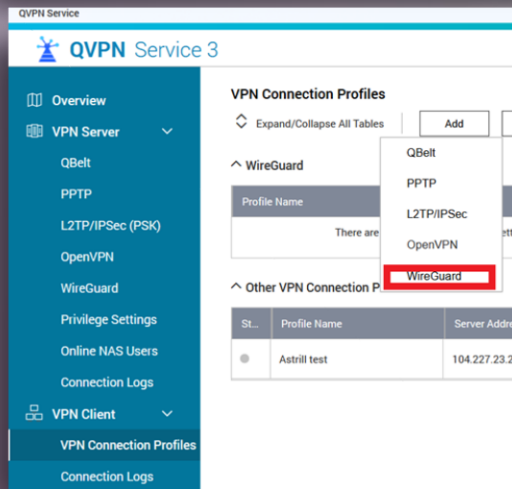 QVPN Service
QVPN Service 3
Overview
VPN Server
QBelt
PPTP
L2TP/IPSec (PSK)
OpenVPN
WireGuard
Privilege Settings
Online NAS Users
Connection Logs
VPN Client
VPN Connection Profiles
Connection Logs
VPN Connection Profiles
Expand/Collapse All Tables
Add
QBelt
PPTP
L2TP/IPSec
OpenVPN
WireGuard
WireGuard
Profile Name
There are
Other VPN Connection P
St... Profile Name Server Addre
Astrill test 104.227.23.2